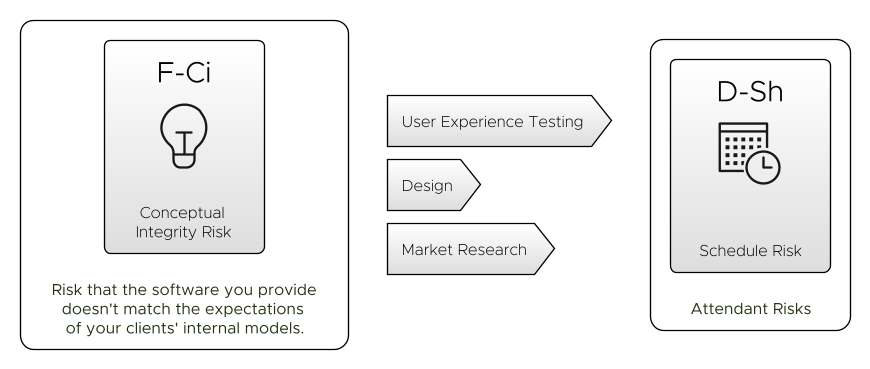 F-Ci
Conceptual
Integrity Risk
Risk that the software you provide
doesn't match the expectations
of your clients' internal models.
User Experience Testing
Design
Market Research
D-Sh
Schedule Risk
Attendant Risks